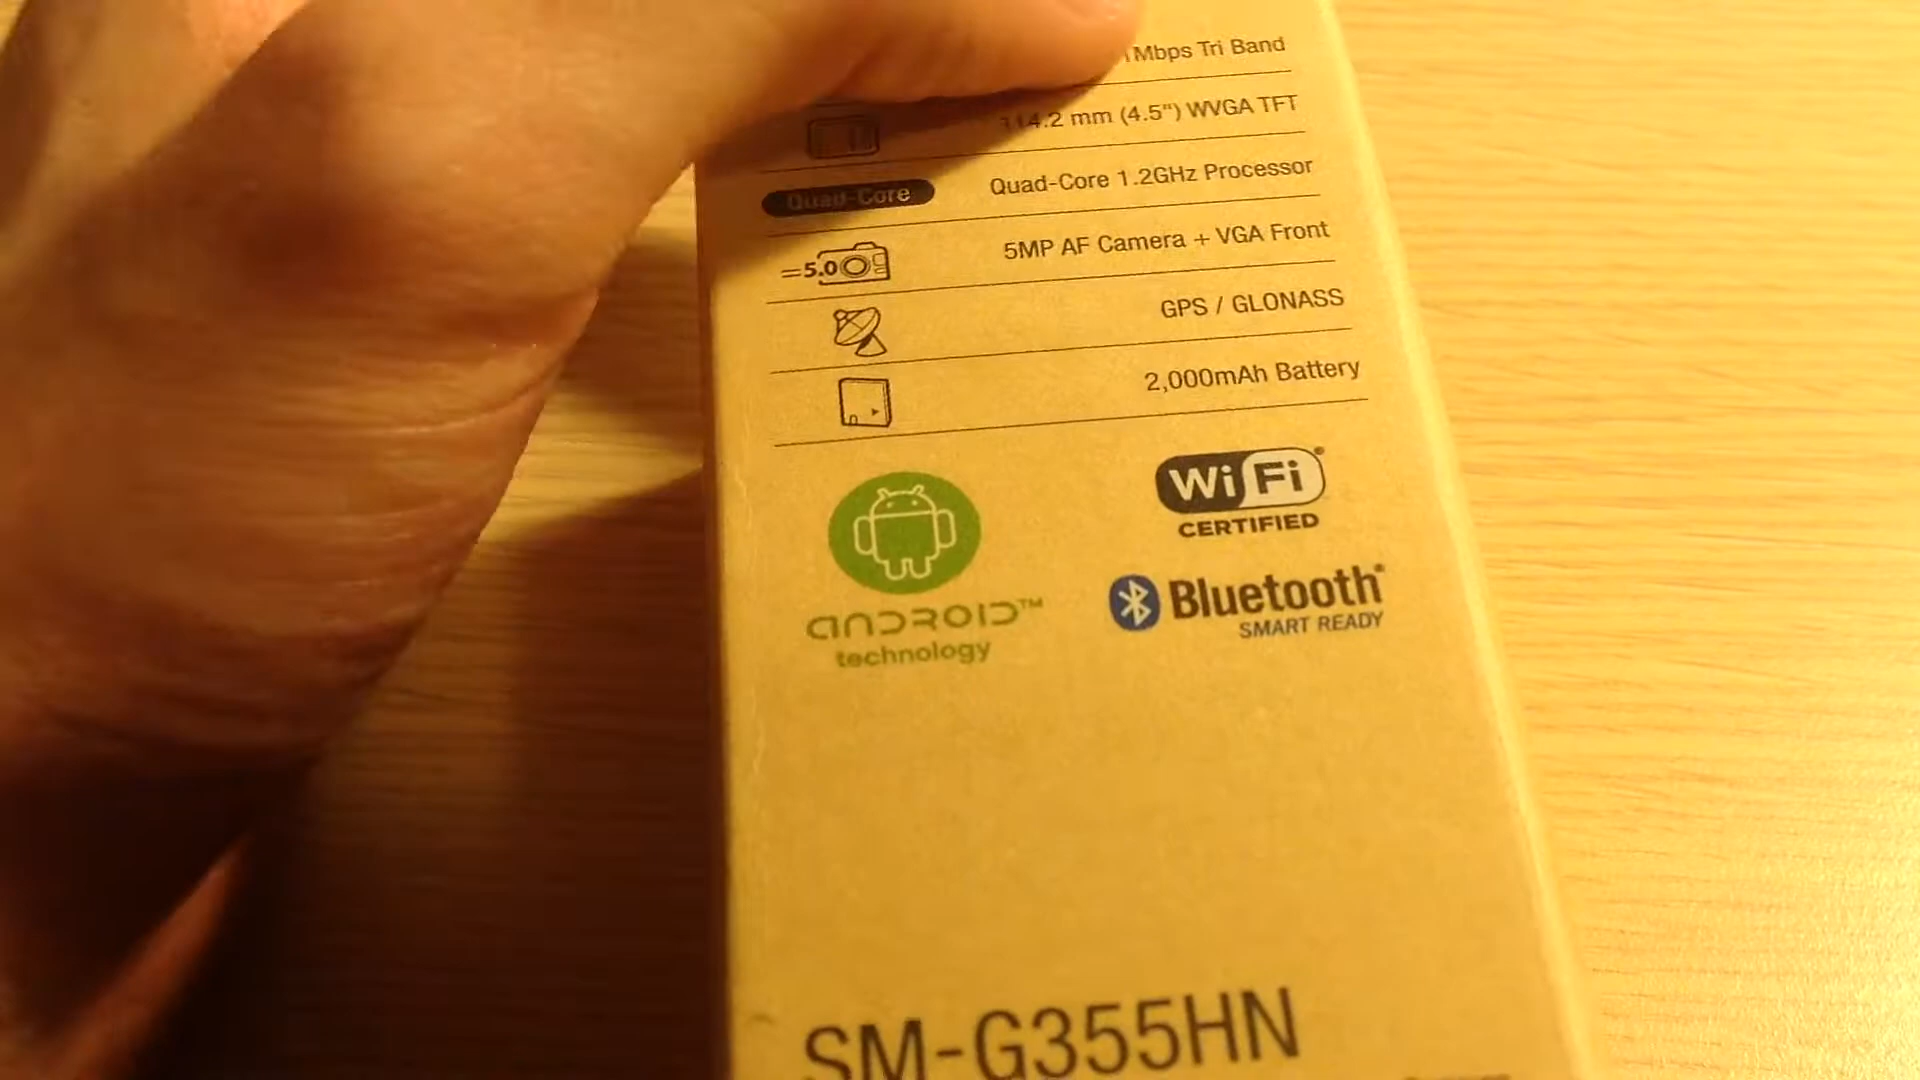 Mbps Tri Band
114.2 mm (4.5") WVGA TFT
Quad-Core Quad-Core 1.2GHz Processor
=5.0 5MP AF Camera + VGA Front
GPS / GLONASS
2,000mAh Battery
WiFi®
CERTIFIED
ANDROID™
technology
Bluetooth®
SMART READY
SM-G355HN